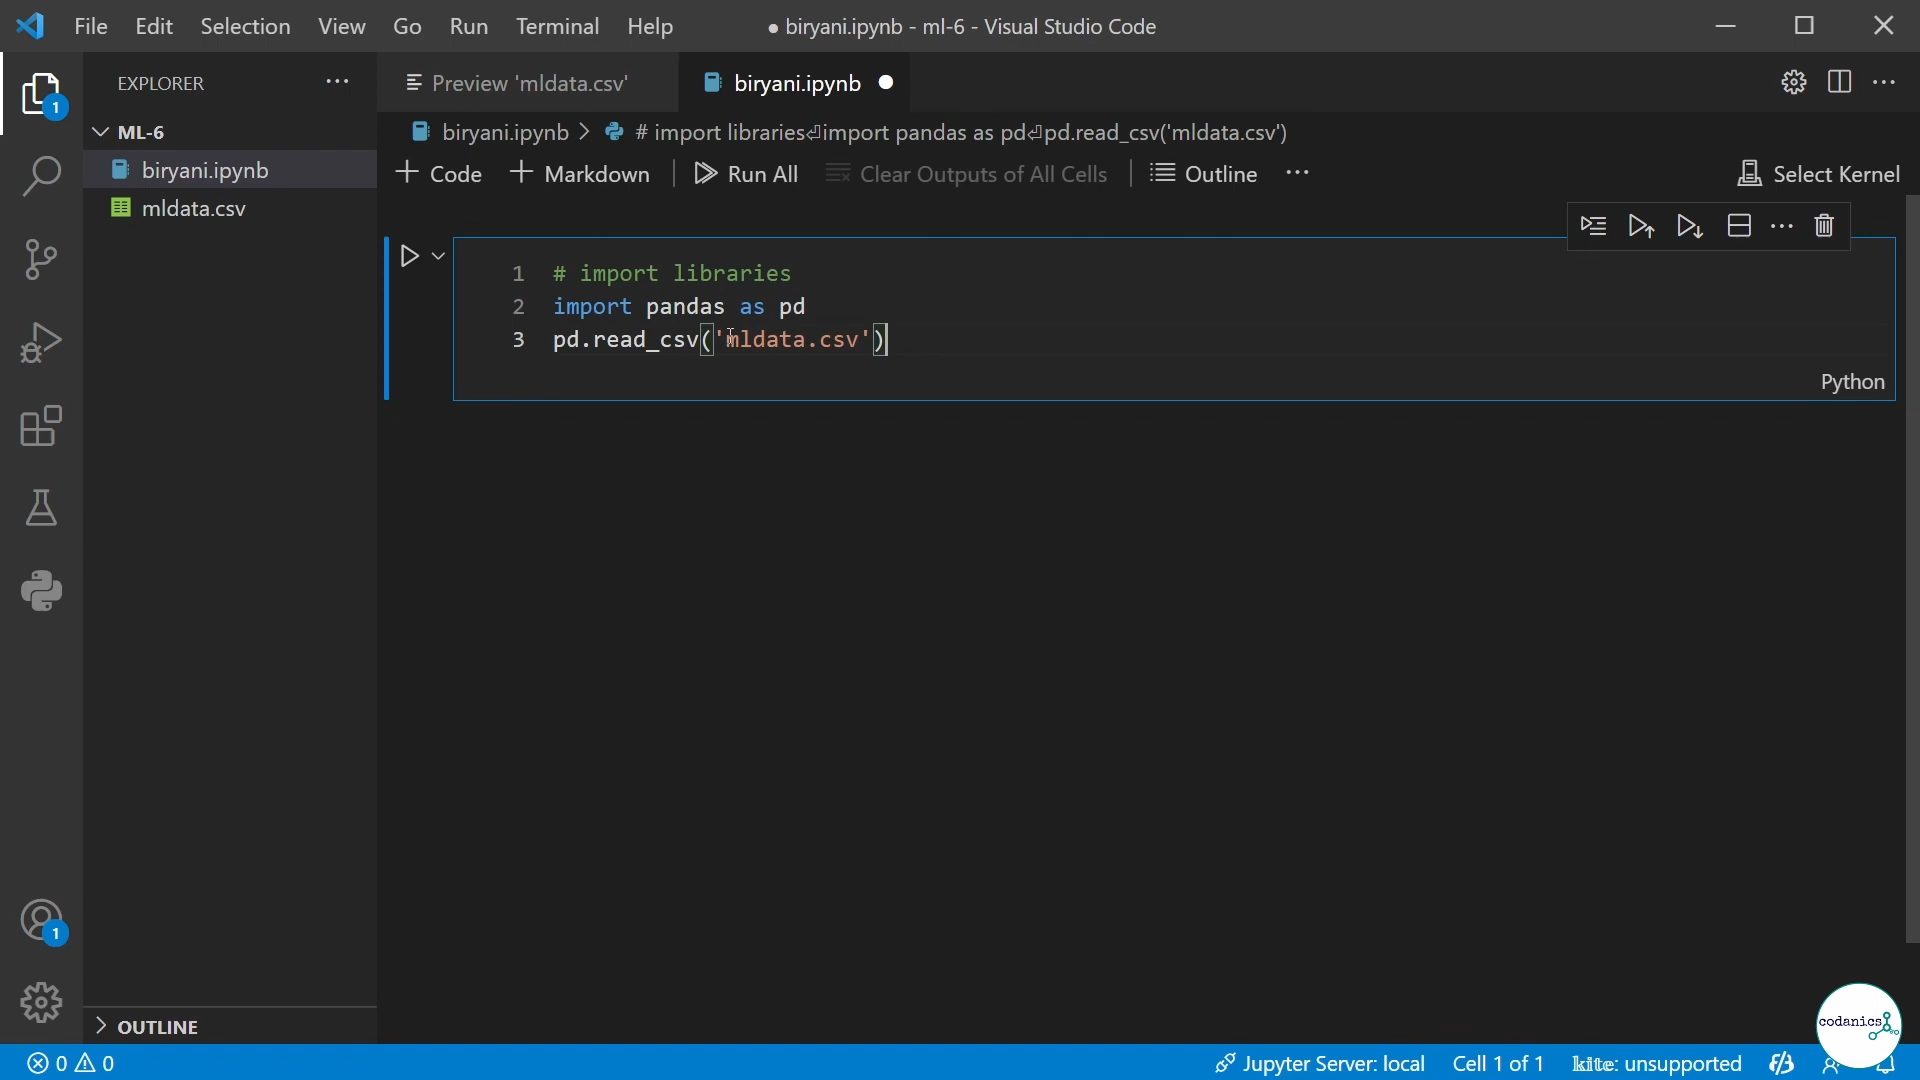 File Edit Selection View Go Run Terminal Help ● biryani.ipynb - ml-6 - Visual Studio Code
EXPLORER
Preview 'mldata.csv' biryani.ipynb
1
ML-6
biryani.ipynb > # import libraries⏎import pandas as pd⏎pd.read_csv('mldata.csv')
biryani.ipynb
Code Markdown Run All Clear Outputs of All Cells Outline Select Kernel
mldata.csv
1 # import libraries
2 import pandas as pd
3 pd.read_csv('mldata.csv')
Python
1
OUTLINE
codanics
0 0 Jupyter Server: local Cell 1 of 1 kite: unsupported